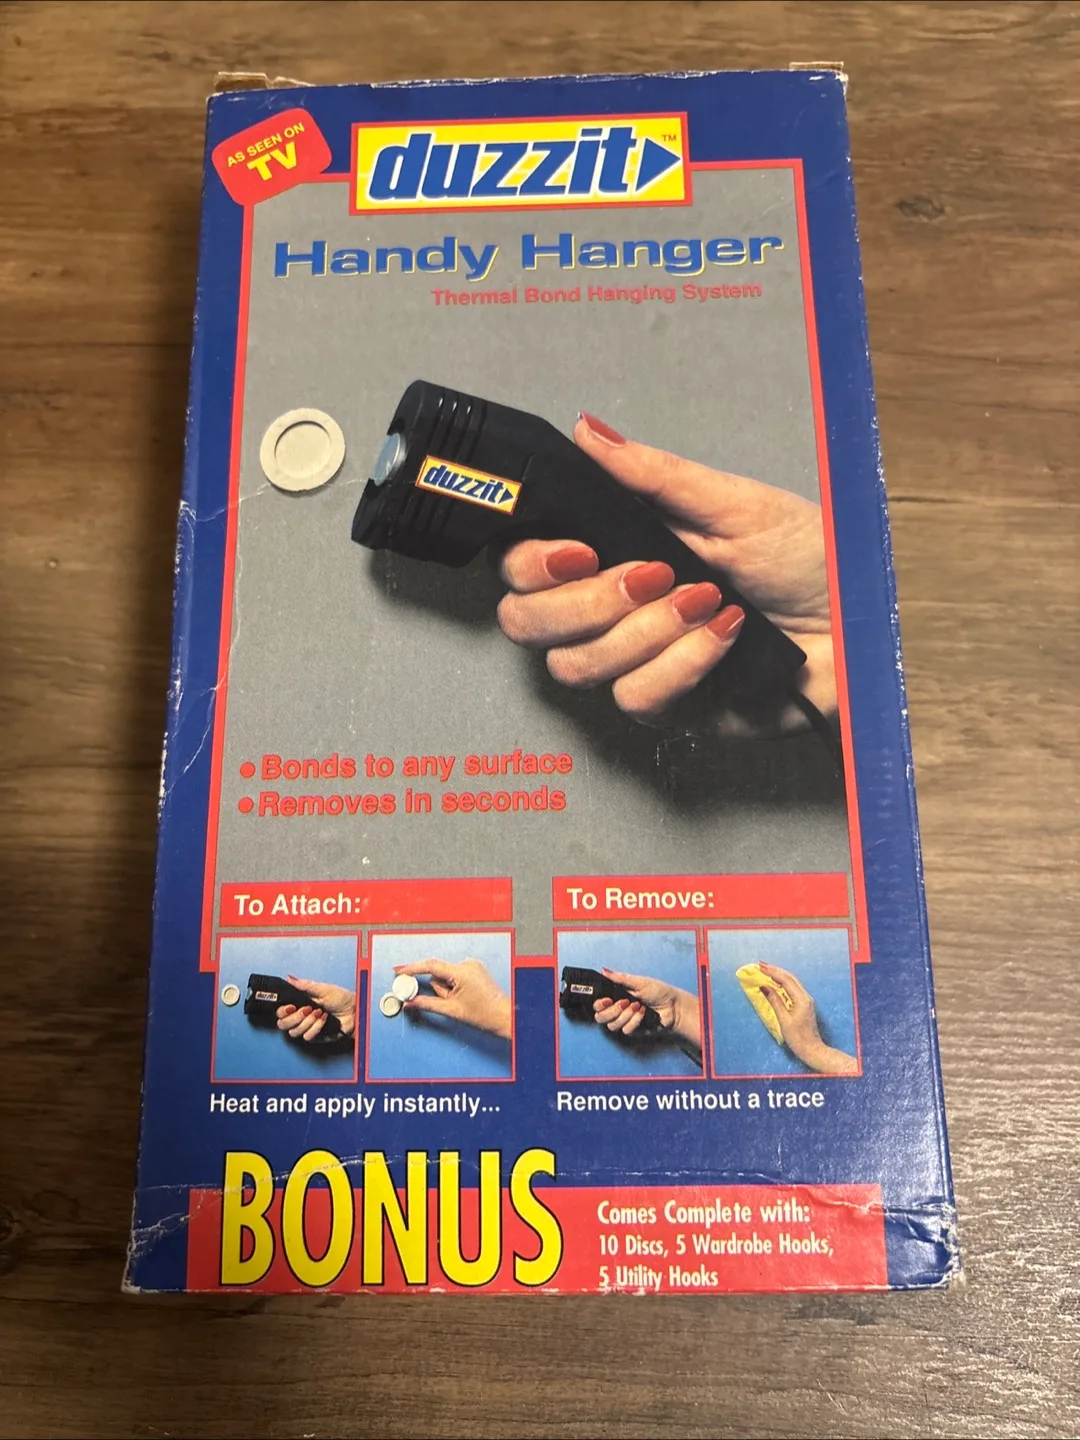 AS SEEN ON
TV
duzzit™
Handy Hanger
Thermal Bond Hanging System
duzzit
• Bonds to any surface
• Removes in seconds
To Attach:
To Remove:
duzzit
duzzit
Heat and apply instantly...
Remove without a trace
BONUS
Comes Complete with:
10 Discs, 5 Wardrobe Hooks,
5 Utility Hooks